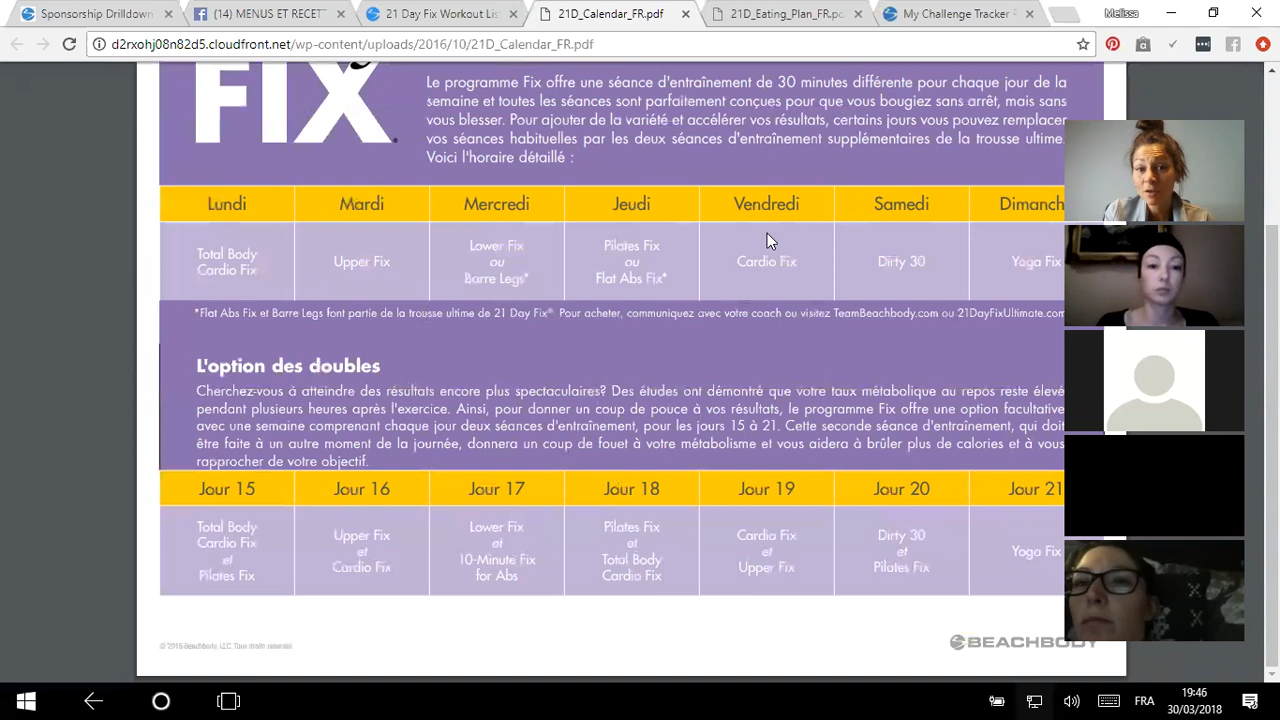 Sponsorship Drilldown
(14) MENUS ET RECET
21 Day Fix Workout List
21D_Calendar_FR.pdf
21D_Eating_Plan_FR.pdf
My Challenge Tracker
Melissa
d2rxohj08n82d5.cloudfront.net/wp-content/uploads/2016/10/21D_Calendar_FR.pdf
FIX
Le programme Fix offre une séance d'entraînement de 30 minutes différente pour chaque jour de la
semaine et toutes les séances sont parfaitement conçues pour que vous bougiez sans arrêt, mais sans
vous blesser. Pour ajouter de la variété et accélérer vos résultats, certains jours vous pouvez remplacer
vos séances habituelles par les deux séances d'entraînement supplémentaires de la trousse ultime.
Voici l'horaire détaillé :
Lundi Mardi Mercredi Jeudi Vendredi Samedi Dimanch
Total Body
Cardio Fix
Upper Fix
Lower Fix
ou
Barre Legs*
Pilates Fix
ou
Flat Abs Fix*
Cardio Fix
Dirty 30
Yoga Fix
*Flat Abs Fix et Barre Legs font partie de la trousse ultime de 21 Day Fix® Pour acheter, communiquez avec votre coach ou visitez TeamBeachbody.com ou 21DayFixUltimate.com
L'option des doubles
Cherchez-vous à atteindre des résultats encore plus spectaculaires? Des études ont démontré que votre taux métabolique au repos reste élevé
pendant plusieurs heures après l'exercice. Ainsi, pour donner un coup de pouce à vos résultats, le programme Fix offre une option facultative
avec une semaine comprenant chaque jour deux séances d'entraînement, pour les jours 15 à 21. Cette seconde séance d'entraînement, qui doit
être faite à un autre moment de la journée, donnera un coup de fouet à votre métabolisme et vous aidera à brûler plus de calories et à vous
rapprocher de votre objectif.
Jour 15 Jour 16 Jour 17 Jour 18 Jour 19 Jour 20 Jour 21
Total Body
Cardio Fix
et
Pilates Fix
Upper Fix
et
Cardio Fix
Lower Fix
et
10-Minute Fix
for Abs
Pilates Fix
et
Total Body
Cardio Fix
Cardio Fix
et
Upper Fix
Dirty 30
et
Pilates Fix
Yoga Fix
© 2015 Beachbody, LLC. Tous droits réservés
BEACHBODY
FRA
19:46
30/03/2018